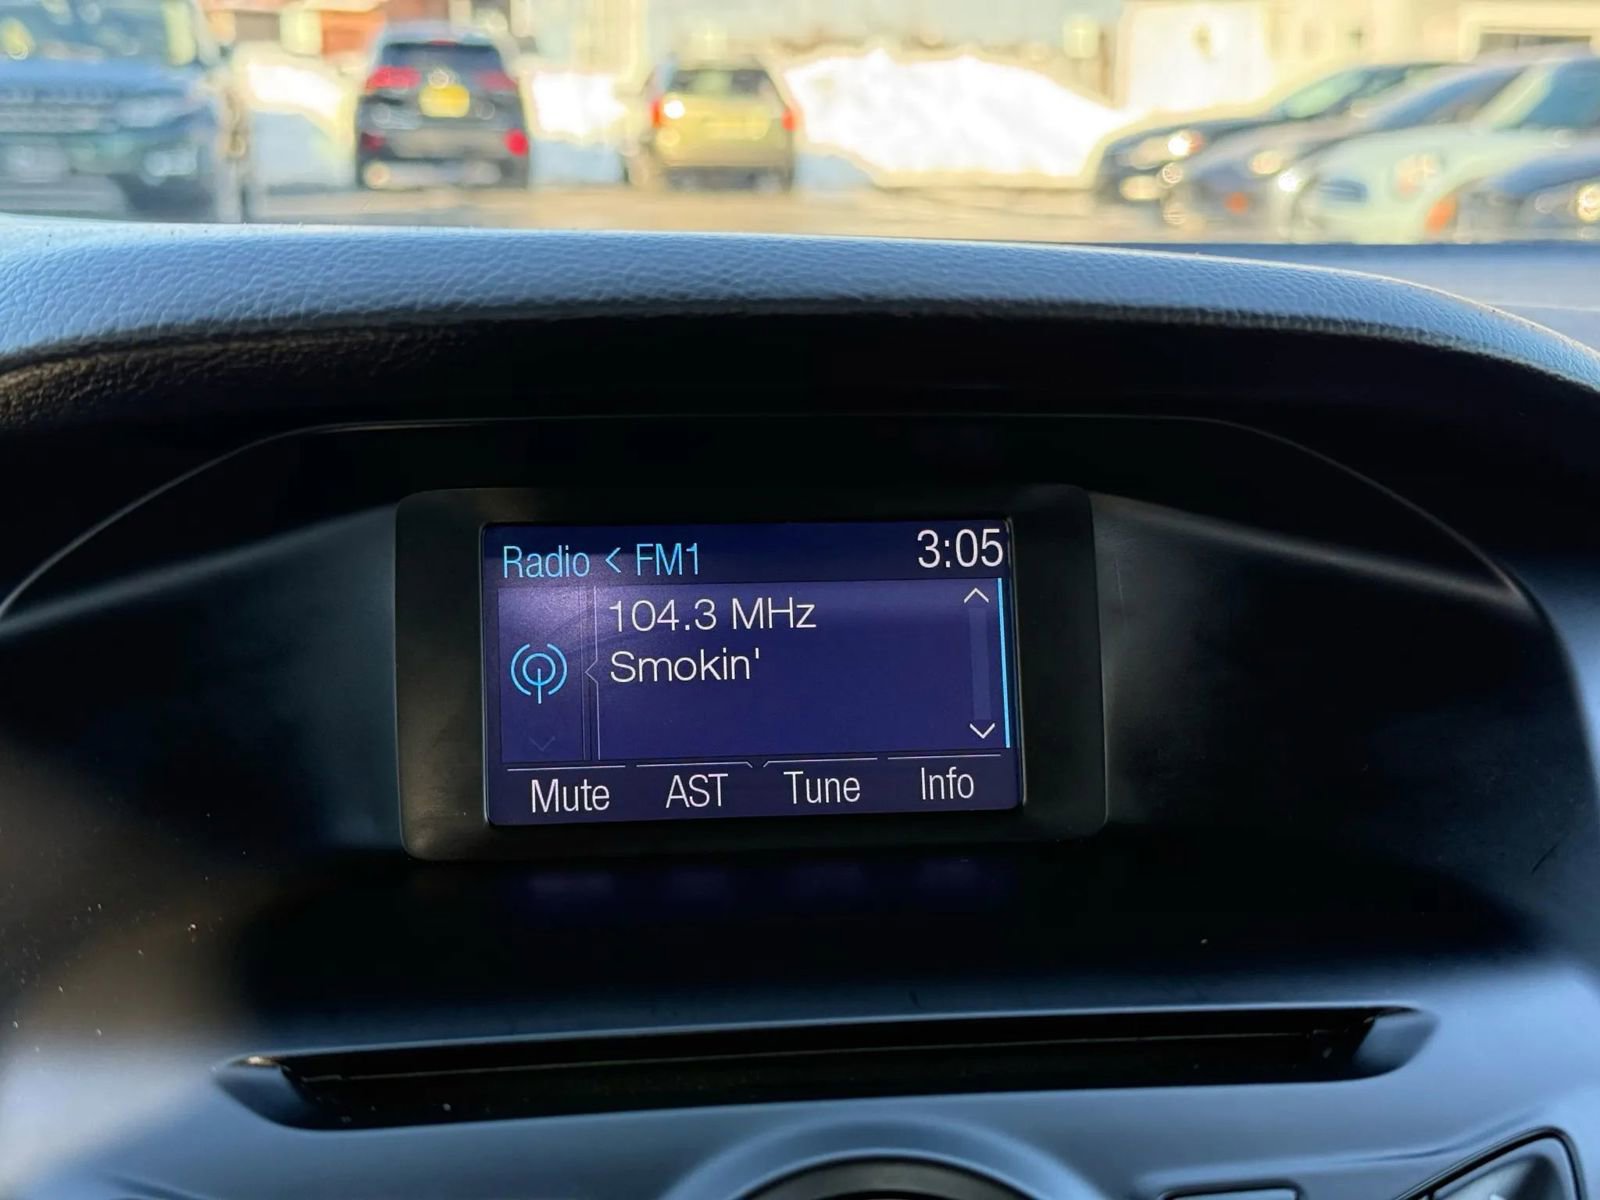 Radio < FM1 3:05
104.3 MHz
Smokin'
Mute AST Tune Info